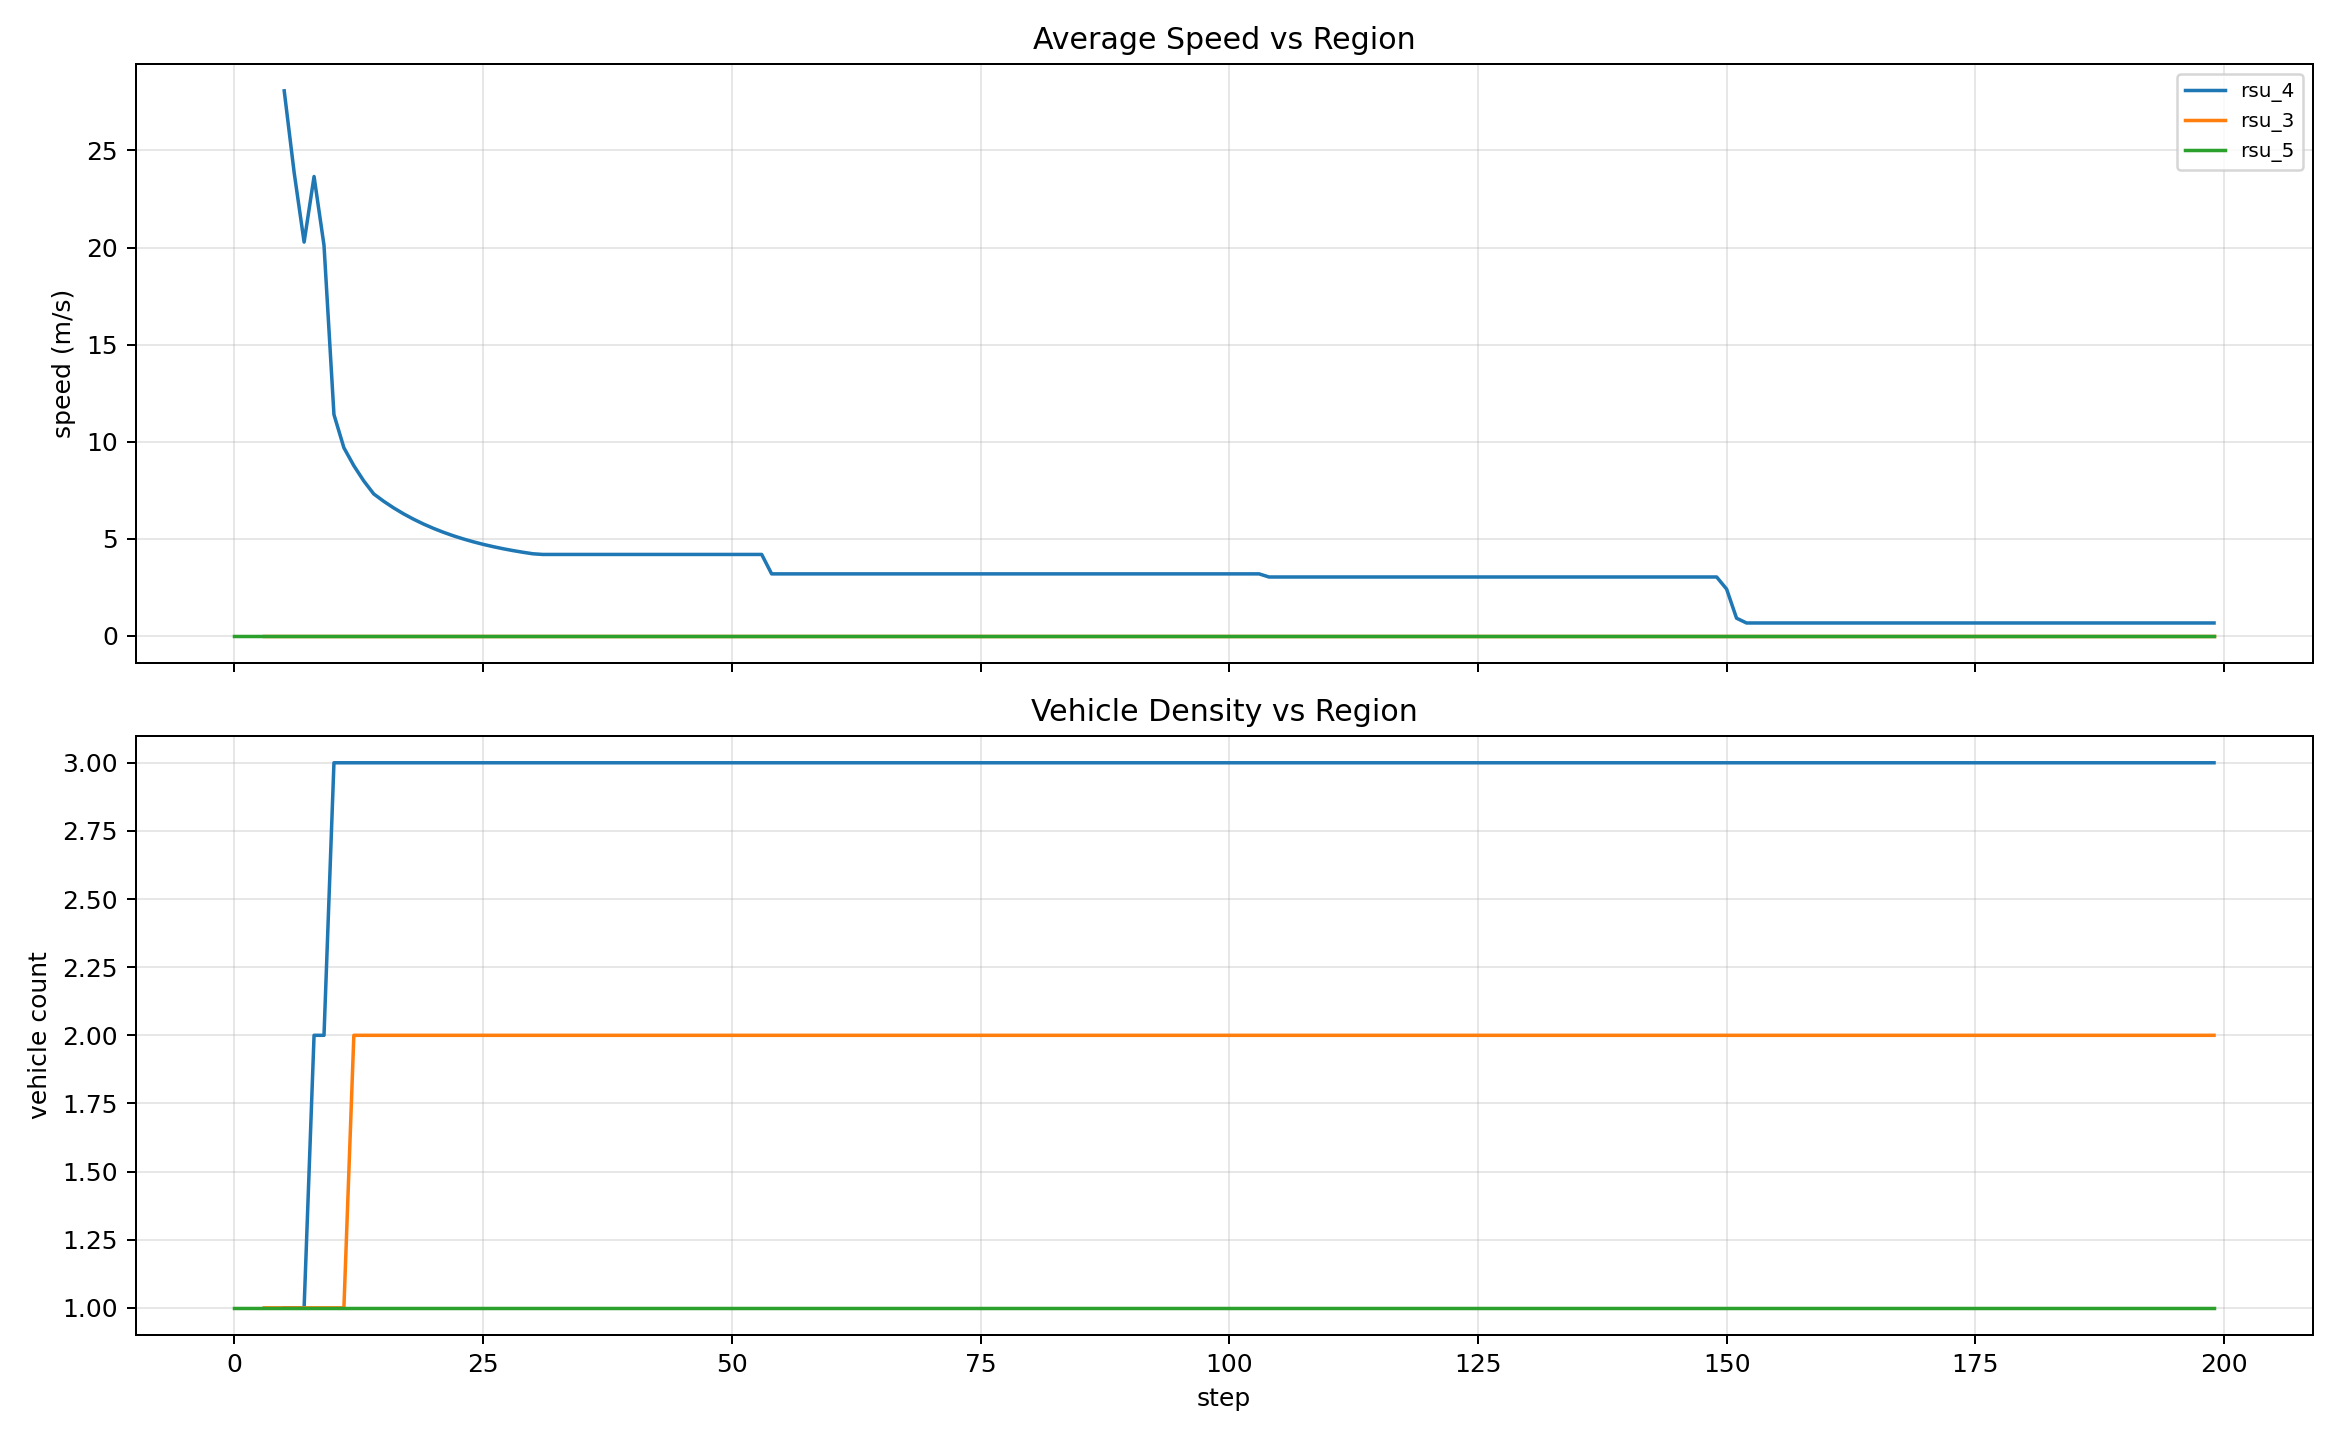 Average Speed vs Region
speed (m/s)
25
20
15
10
5
0
rsu_4
rsu_3
rsu_5
Vehicle Density vs Region
vehicle count
3.00
2.75
2.50
2.25
2.00
1.75
1.50
1.25
1.00
0 25 50 75 100 125 150 175 200
step